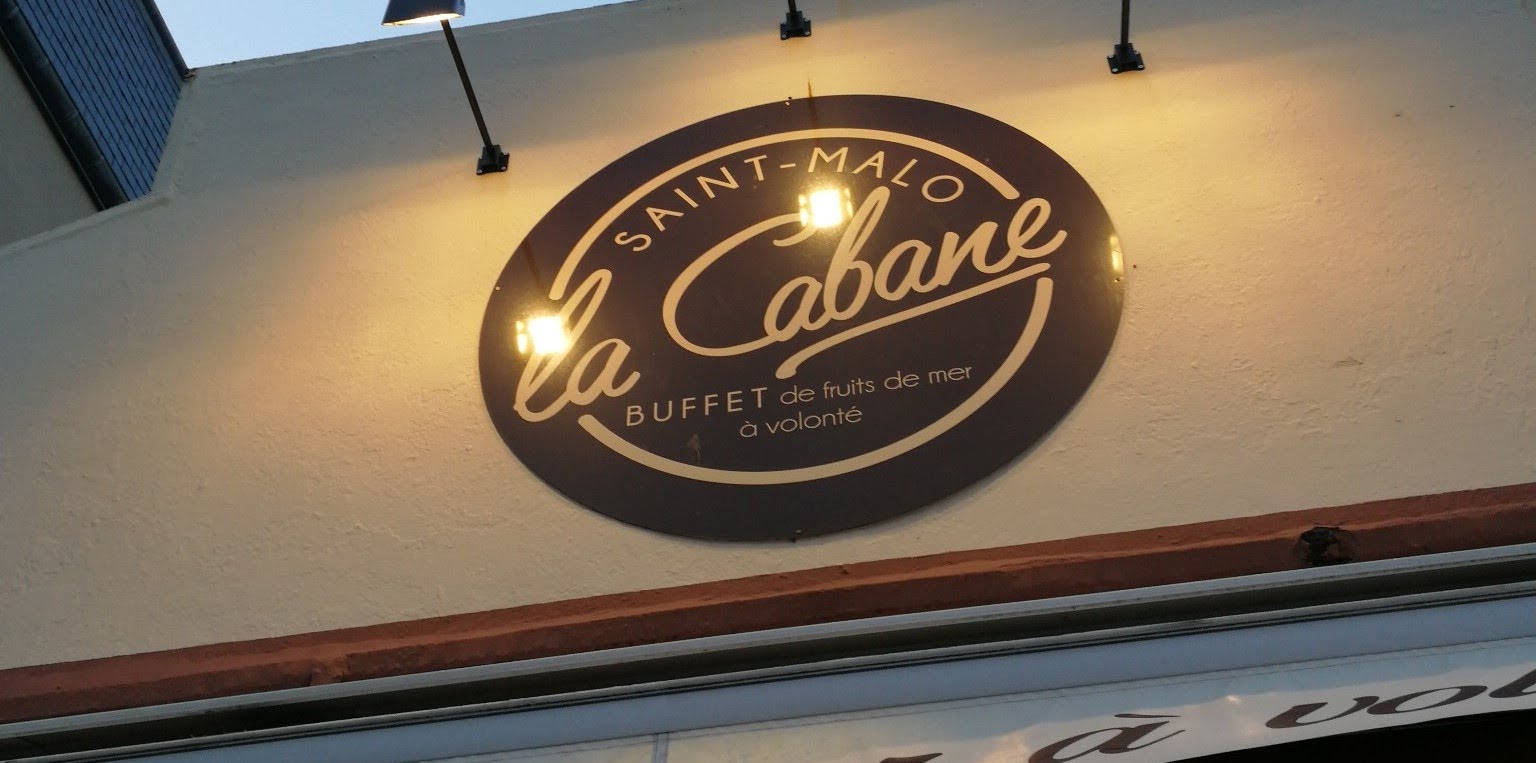 SAINT-MALO
la Cabane
BUFFET de fruits de mer
à volonté
à